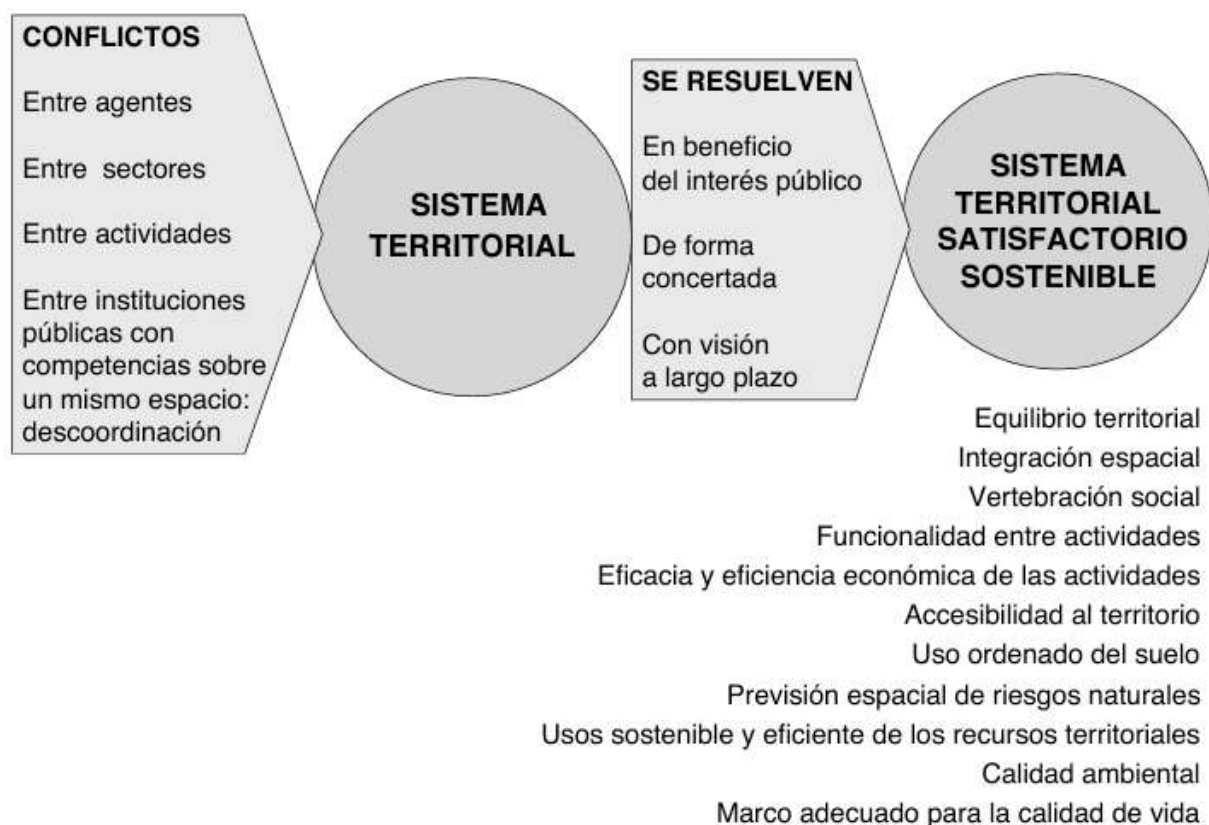 CONFLICTOS
Entre agentes
Entre sectores
Entre actividades
Entre instituciones
públicas con
competencias sobre
un mismo espacio:
descoordinación
SISTEMA
TERRITORIAL
SE RESUELVEN
En beneficio
del interés público
De forma
concertada
Con visión
a largo plazo
SISTEMA
TERRITORIAL
SATISFACTORIO
SOSTENIBLE
Equilibrio territorial
Integración espacial
Vertebración social
Funcionalidad entre actividades
Eficacia y eficiencia económica de las actividades
Accesibilidad al territorio
Uso ordenado del suelo
Previsión espacial de riesgos naturales
Usos sostenible y eficiente de los recursos territoriales
Calidad ambiental
Marco adecuado para la calidad de vida